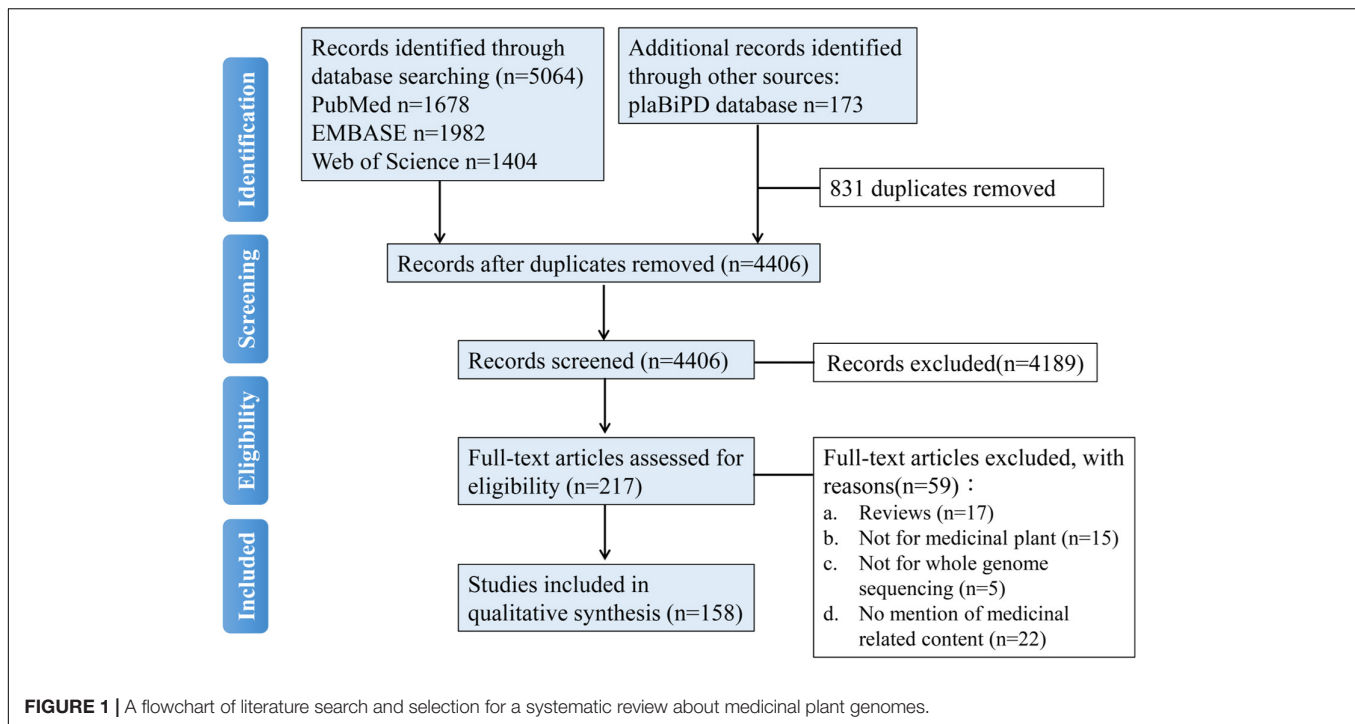 Identification
Records identified through
database searching (n=5064)
PubMed n=1678
EMBASE n=1982
Web of Science n=1404
Additional records identified
through other sources:
plaBiPD database n=173
831 duplicates removed
Screening
Records after duplicates removed (n=4406)
Records screened (n=4406)
Records excluded(n=4189)
Eligibility
Full-text articles assessed for
eligibility (n=217)
Full-text articles excluded, with
reasons(n=59)：
a. Reviews (n=17)
b. Not for medicinal plant (n=15)
c. Not for whole genome
sequencing (n=5)
d. No mention of medicinal
related content (n=22)
Included
Studies included in
qualitative synthesis (n=158)
FIGURE 1 | A flowchart of literature search and selection for a systematic review about medicinal plant genomes.